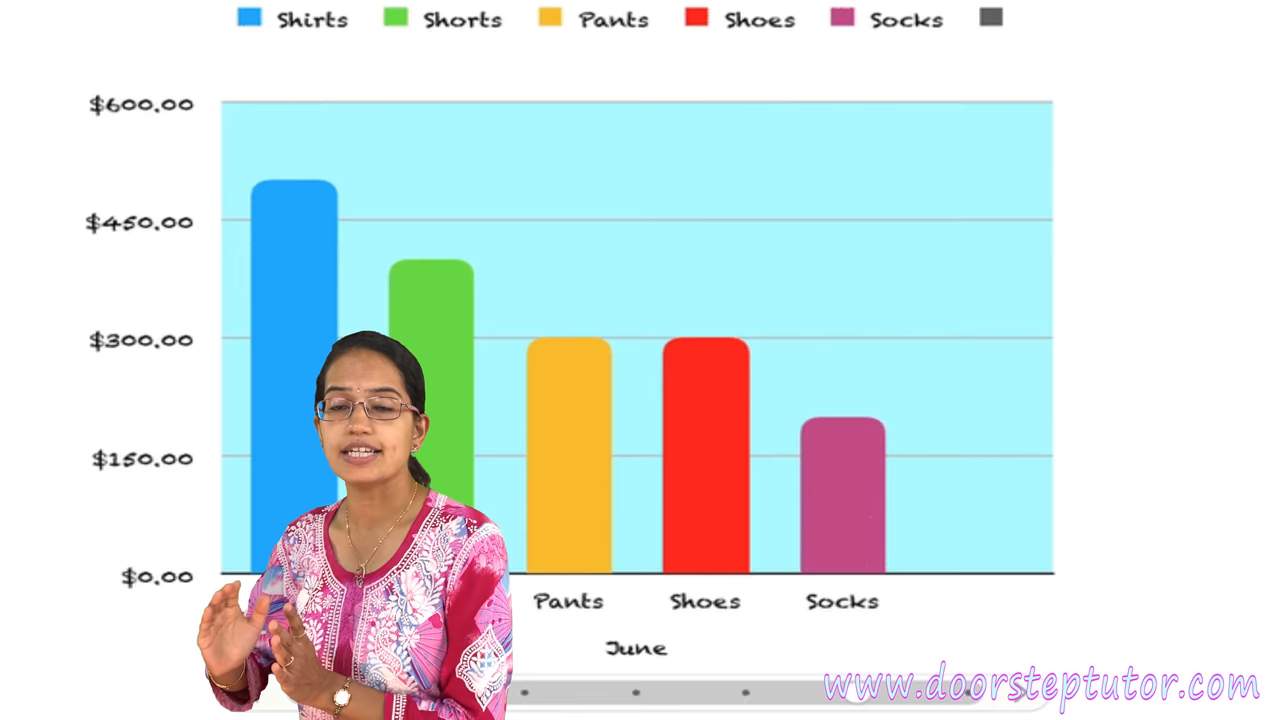 Shirts Shorts Pants Shoes Socks
$600.00
$450.00
$300.00
$150.00
$0.00
Pants Shoes Socks
June
www.doorsteptutor.com